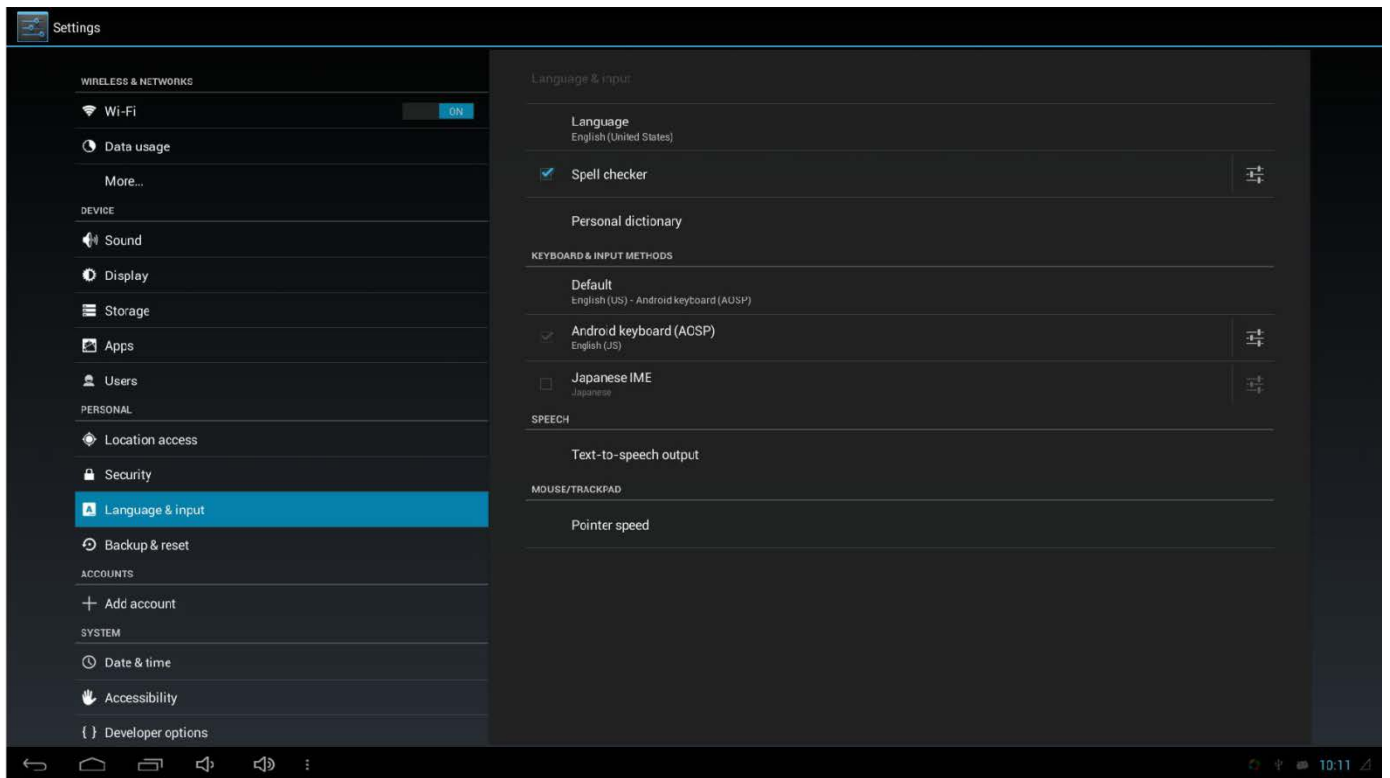 Settings
WIRELESS & NETWORKS
Wi-Fi
ON
Data usage
More...
DEVICE
Sound
Display
Storage
Apps
Users
PERSONAL
Location access
Security
Language & input
Backup & reset
ACCOUNTS
Add account
SYSTEM
Date & time
Accessibility
{ } Developer options
Language & input
Language
English (United States)
Spell checker
Personal dictionary
KEYBOARD & INPUT METHODS
Default
English (US) - Android keyboard (AOSP)
Android keyboard (AOSP)
English (US)
Japanese IME
Japanese
SPEECH
Text-to-speech output
MOUSE/TRACKPAD
Pointer speed
10:11